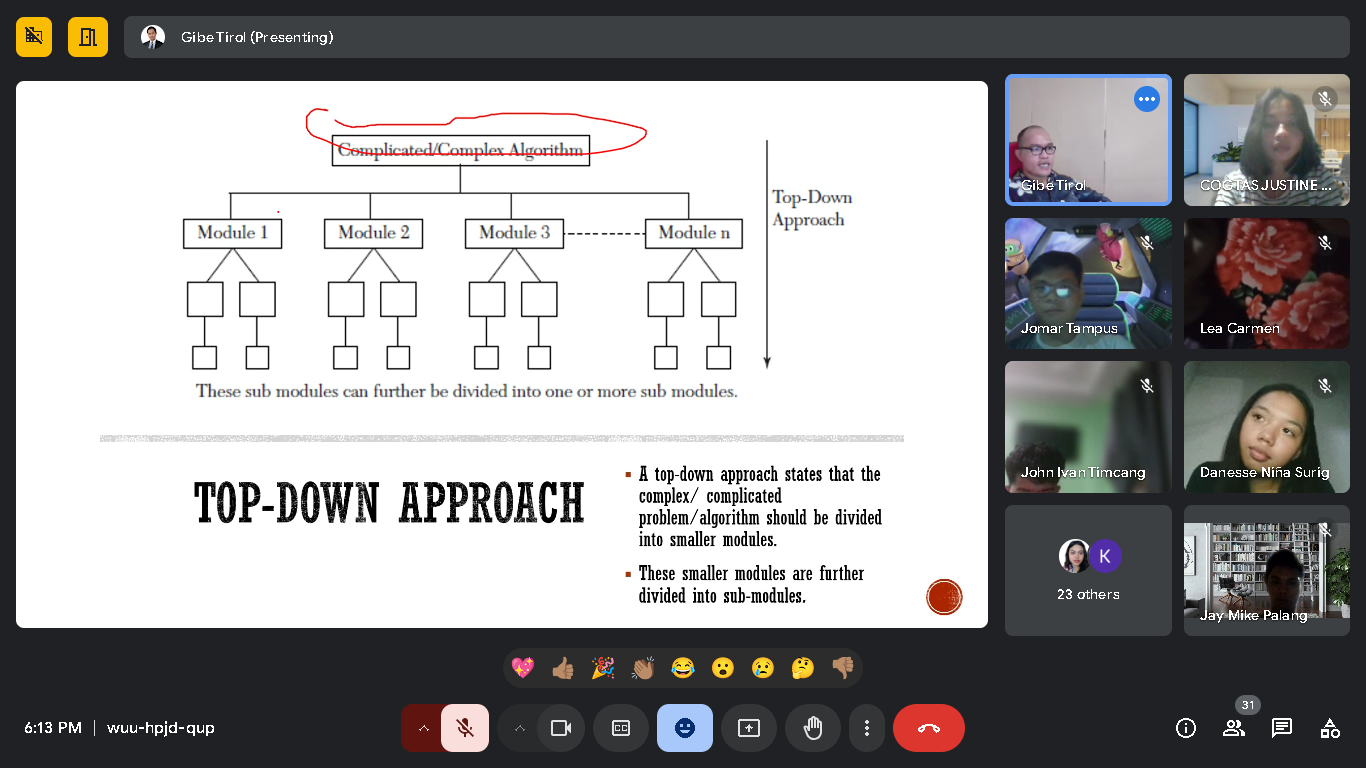 Gibe Tirol (Presenting)
Complicated/Complex Algorithm
Top-Down
Approach
Module 1
Module 2
Module 3
Module n
These sub modules can further be divided into one or more sub modules.
TOP-DOWN APPROACH
A top-down approach states that the
complex/ complicated
problem/algorithm should be divided
into smaller modules.
These smaller modules are further
divided into sub-modules.
Gibe Tirol
COGTAS JUSTINE ...
Jomar Tampus
Lea Carmen
John Ivan Timcang
Danesse Niña Surig
K
23 others
Jay Mike Palang
6:13 PM
wuu-hpjd-qup
CC
31